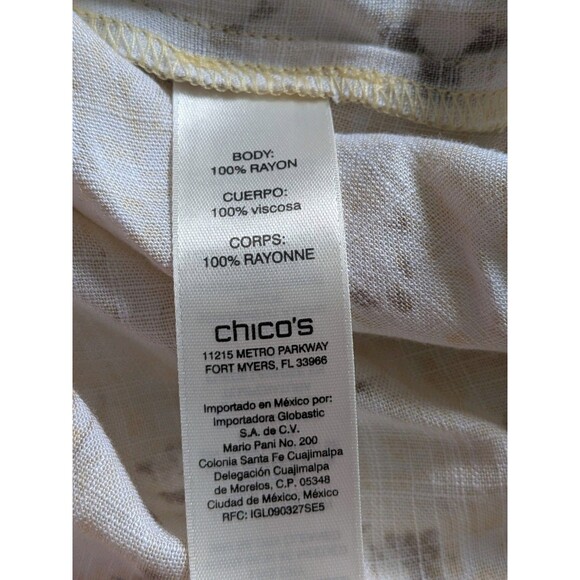 BODY:
100% RAYON
CUERPO:
100% viscosa
CORPS:
100% RAYONNE
chico's
11215 METRO PARKWAY
FORT MYERS, FL 33966
Importado en México por:
Importadora Globastic
S.A. de C.V.
Mario Pani No. 200
Colonia Santa Fe Cuajimalpa
Delegación Cuajimalpa
de Morelos, C.P. 05348
Ciudad de México, México
RFC: IGL090327SE5